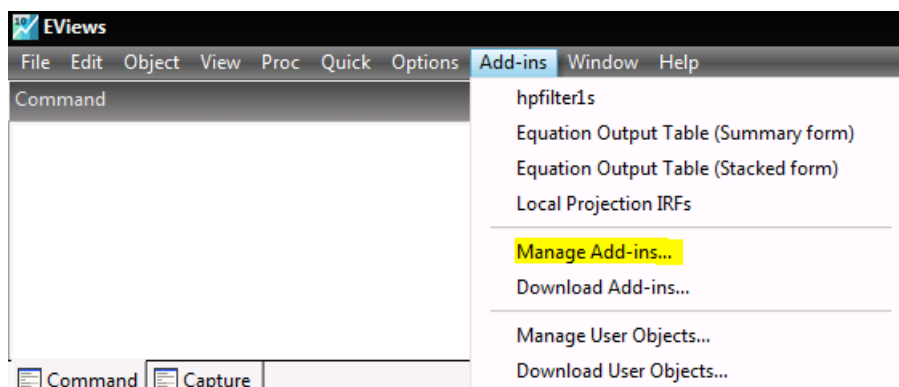 10 EViews
File Edit Object View Proc Quick Options Add-ins Window Help
Command
hpfilter1s
Equation Output Table (Summary form)
Equation Output Table (Stacked form)
Local Projection IRFs
Manage Add-ins...
Download Add-ins...
Manage User Objects...
Download User Objects...
Command Capture